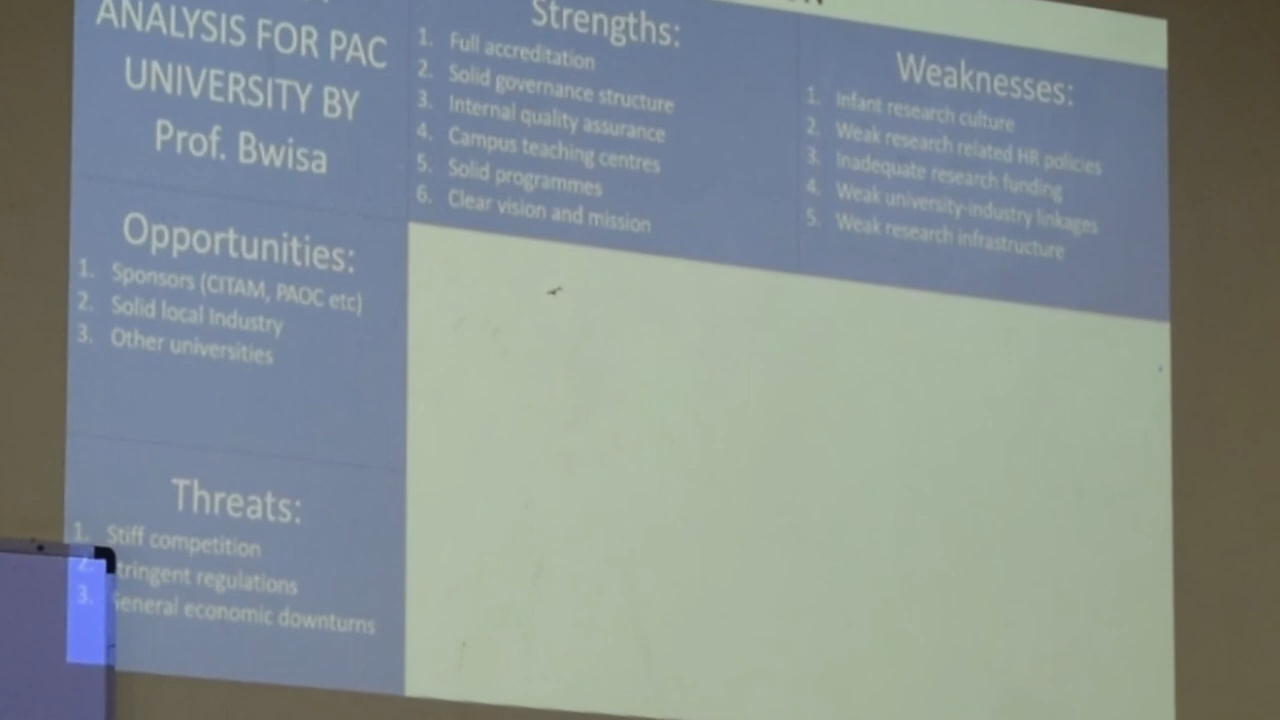 ANALYSIS FOR PAC
UNIVERSITY BY
Prof. Bwisa
Strengths:
1. Full accreditation
2. Solid governance structure
3. Internal quality assurance
4. Campus teaching centres
5. Solid programmes
6. Clear vision and mission
Weaknesses:
1. Infant research culture
2. Weak research related HR policies
3. Inadequate research funding
4. Weak university-industry linkages
5. Weak research infrastructure
Opportunities:
1. Sponsors (CITAM, PAOC etc)
2. Solid local Industry
3. Other universities
Threats:
1. Stiff competition
2. tringent regulations
3. General economic downturns